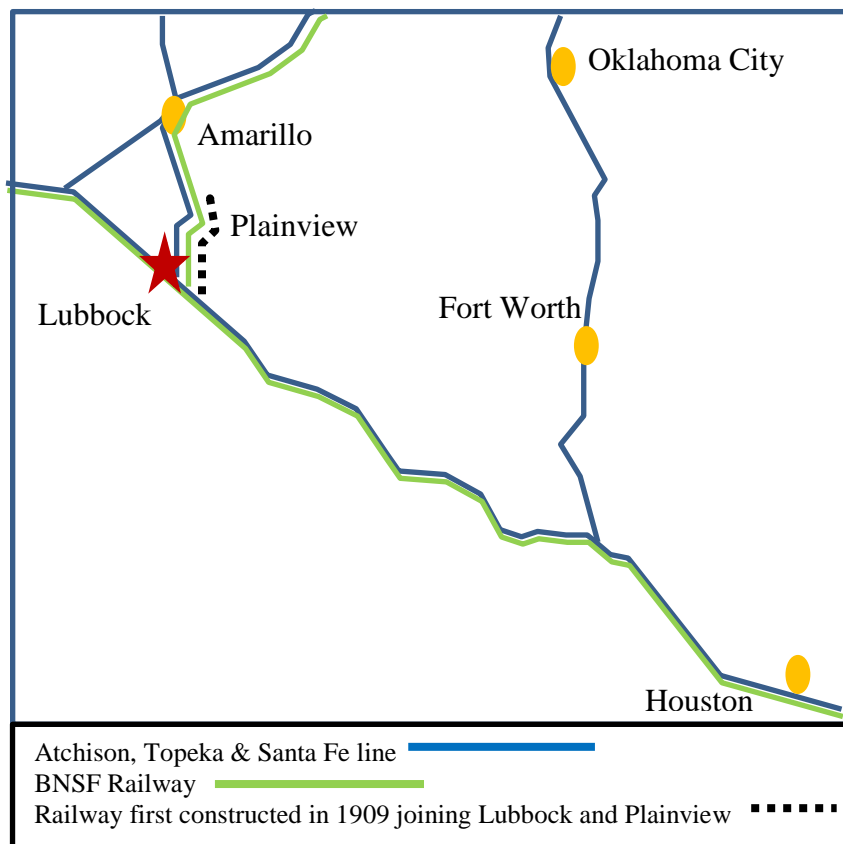 Oklahoma City
Amarillo
Plainview
Fort Worth
Lubbock
Houston
Atchison, Topeka & Santa Fe line
BNSF Railway
Railway first constructed in 1909 joining Lubbock and Plainview